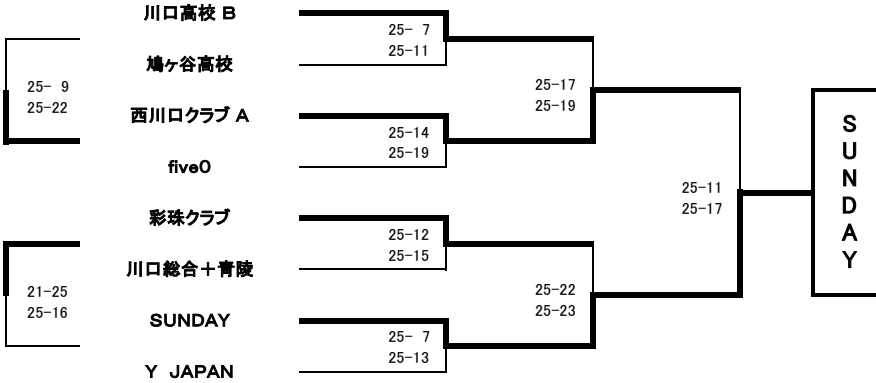 川口高校 B
25- 7
25-11
鳩ヶ谷高校
25- 9
25-22
25-17
25-19
西川口クラブ A
25-14
25-19
five0
SUNDAY
25-11
25-17
彩珠クラブ
25-12
25-15
川口総合＋青陵
21-25
25-16
25-22
25-23
SUNDAY
25- 7
25-13
Y JAPAN